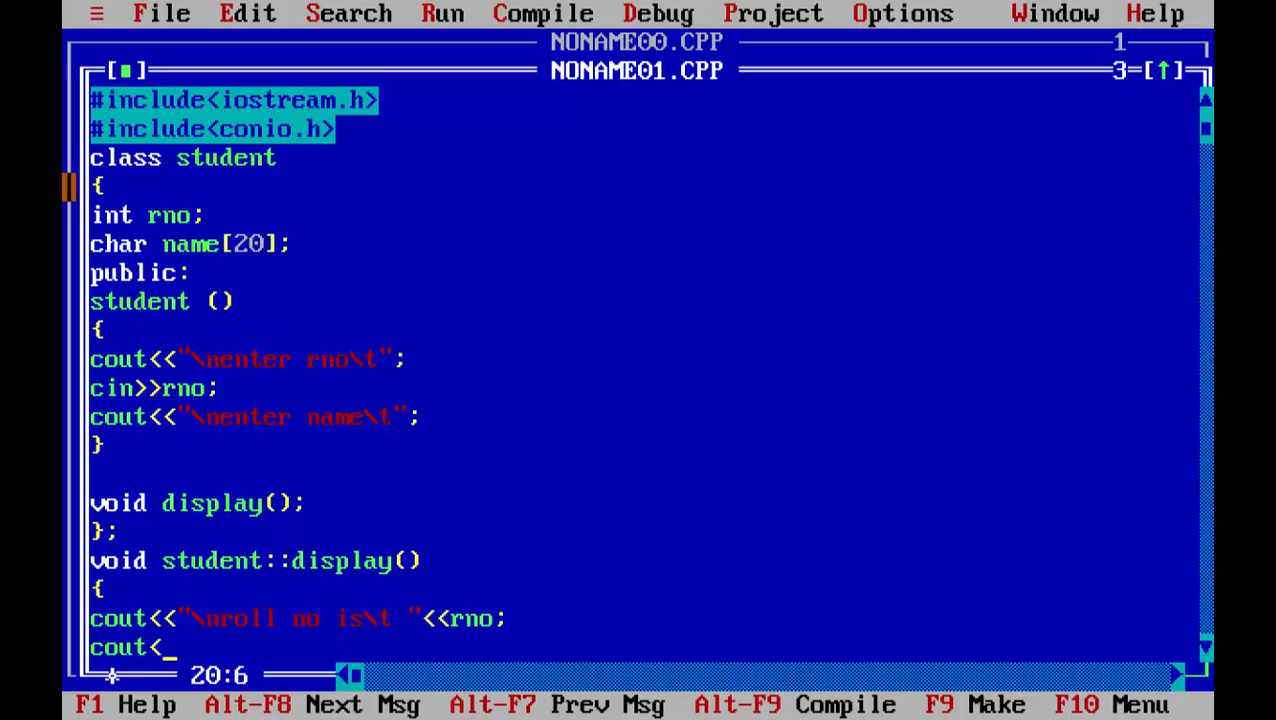 ≡ File Edit Search Run Compile Debug Project Options Window Help
NONAME00.CPP 1
[■] NONAME01.CPP 3=[↑]
#include<iostream.h>
#include<conio.h>
class student
{
int rno;
char name[20];
public:
student ()
{
cout<<"\nenter rno\t";
cin>>rno;
cout<<"\nenter name\t";
}
void display();
};
void student::display()
{
cout<<"\nroll no is\t "<<rno;
cout<_
20:6
F1 Help Alt-F8 Next Msg Alt-F7 Prev Msg Alt-F9 Compile F9 Make F10 Menu